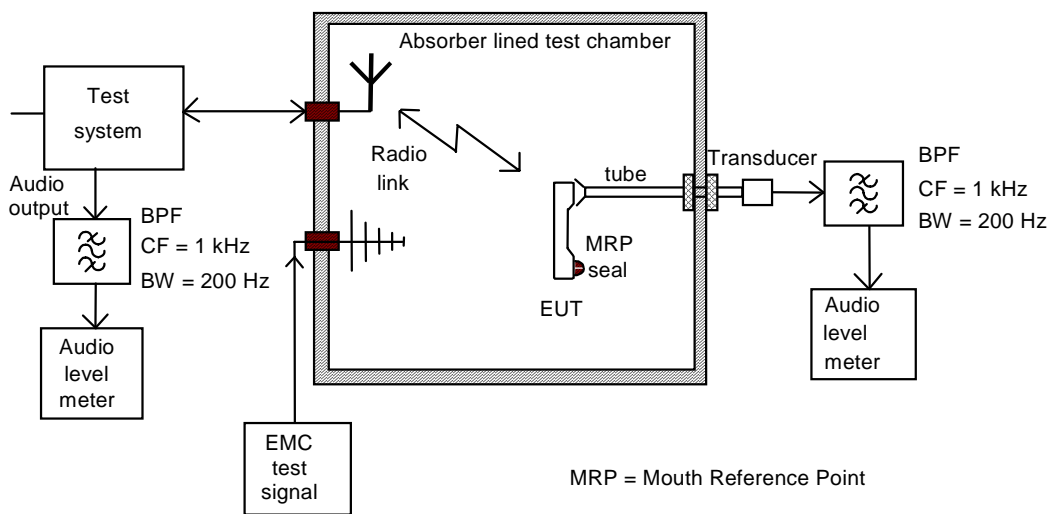 Absorber lined test chamber
Test
system
Radio
link
Audio
output
BPF
CF = 1 kHz
BW = 200 Hz
Audio
level
meter
EMC
test
signal
tube
MRP
seal
EUT
Transducer
BPF
CF = 1 kHz
BW = 200 Hz
Audio
level
meter
MRP = Mouth Reference Point